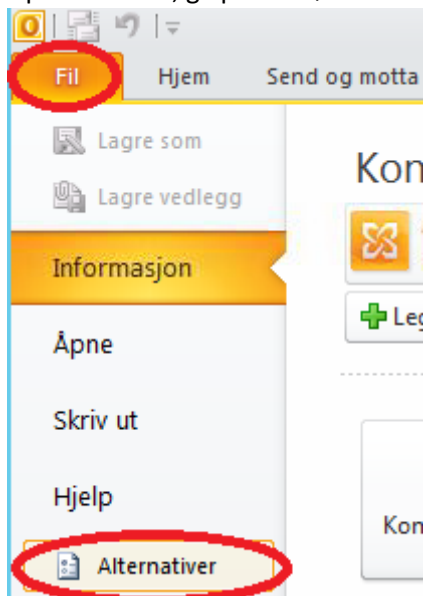 Fil Hjem Send og motta
Lagre som
Lagre vedlegg
Informasjon
Åpne
Skriv ut
Hjelp
Alternativer